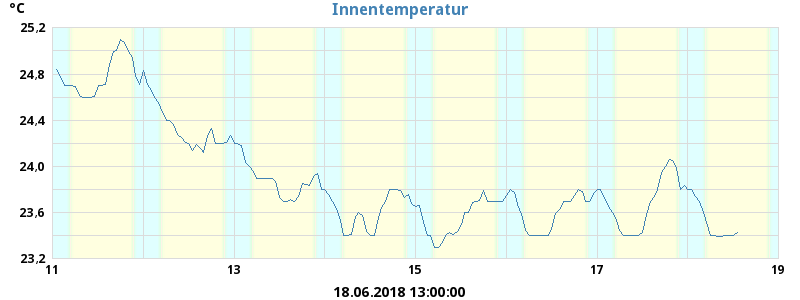 °C
Innentemperatur
25,2
24,8
24,4
24,0
23,6
23,2
11 13 15 17 19
18.06.2018 13:00:00